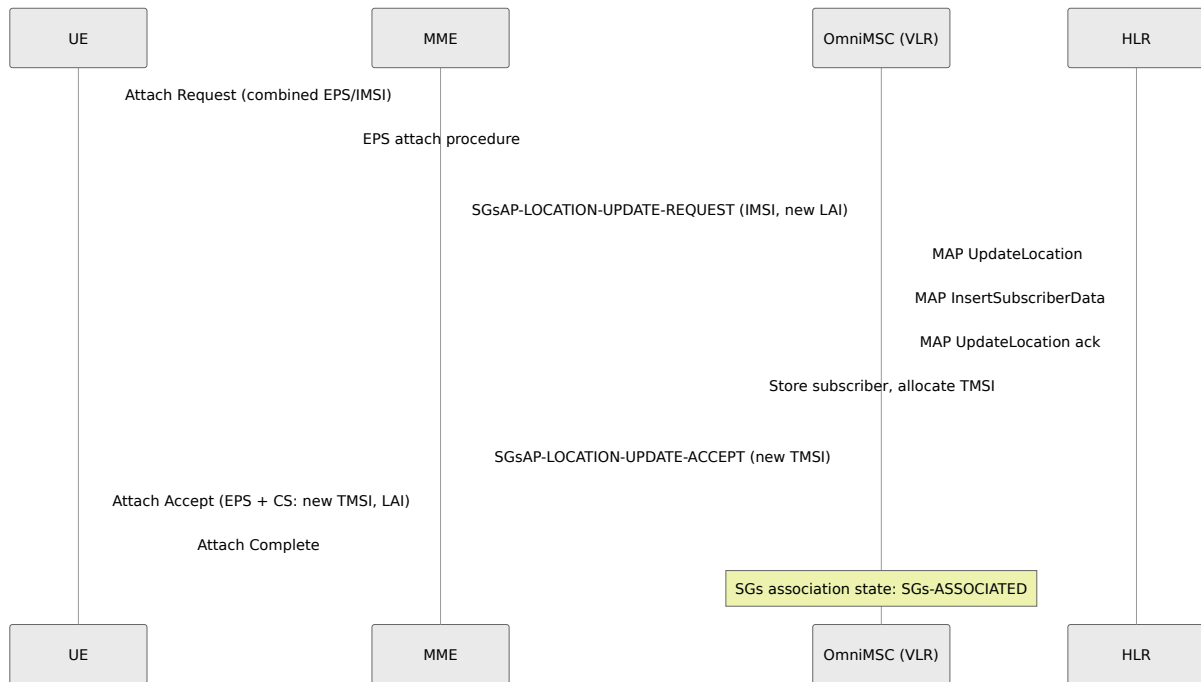 UE
MME
OmniMSC (VLR)
HLR
Attach Request (combined EPS/IMSI)
EPS attach procedure
SGsAP-LOCATION-UPDATE-REQUEST (IMSI, new LAI)
MAP UpdateLocation
MAP InsertSubscriberData
MAP UpdateLocation ack
Store subscriber, allocate TMSI
SGsAP-LOCATION-UPDATE-ACCEPT (new TMSI)
Attach Accept (EPS + CS: new TMSI, LAI)
Attach Complete
SGs association state: SGs-ASSOCIATED
UE
MME
OmniMSC (VLR)
HLR